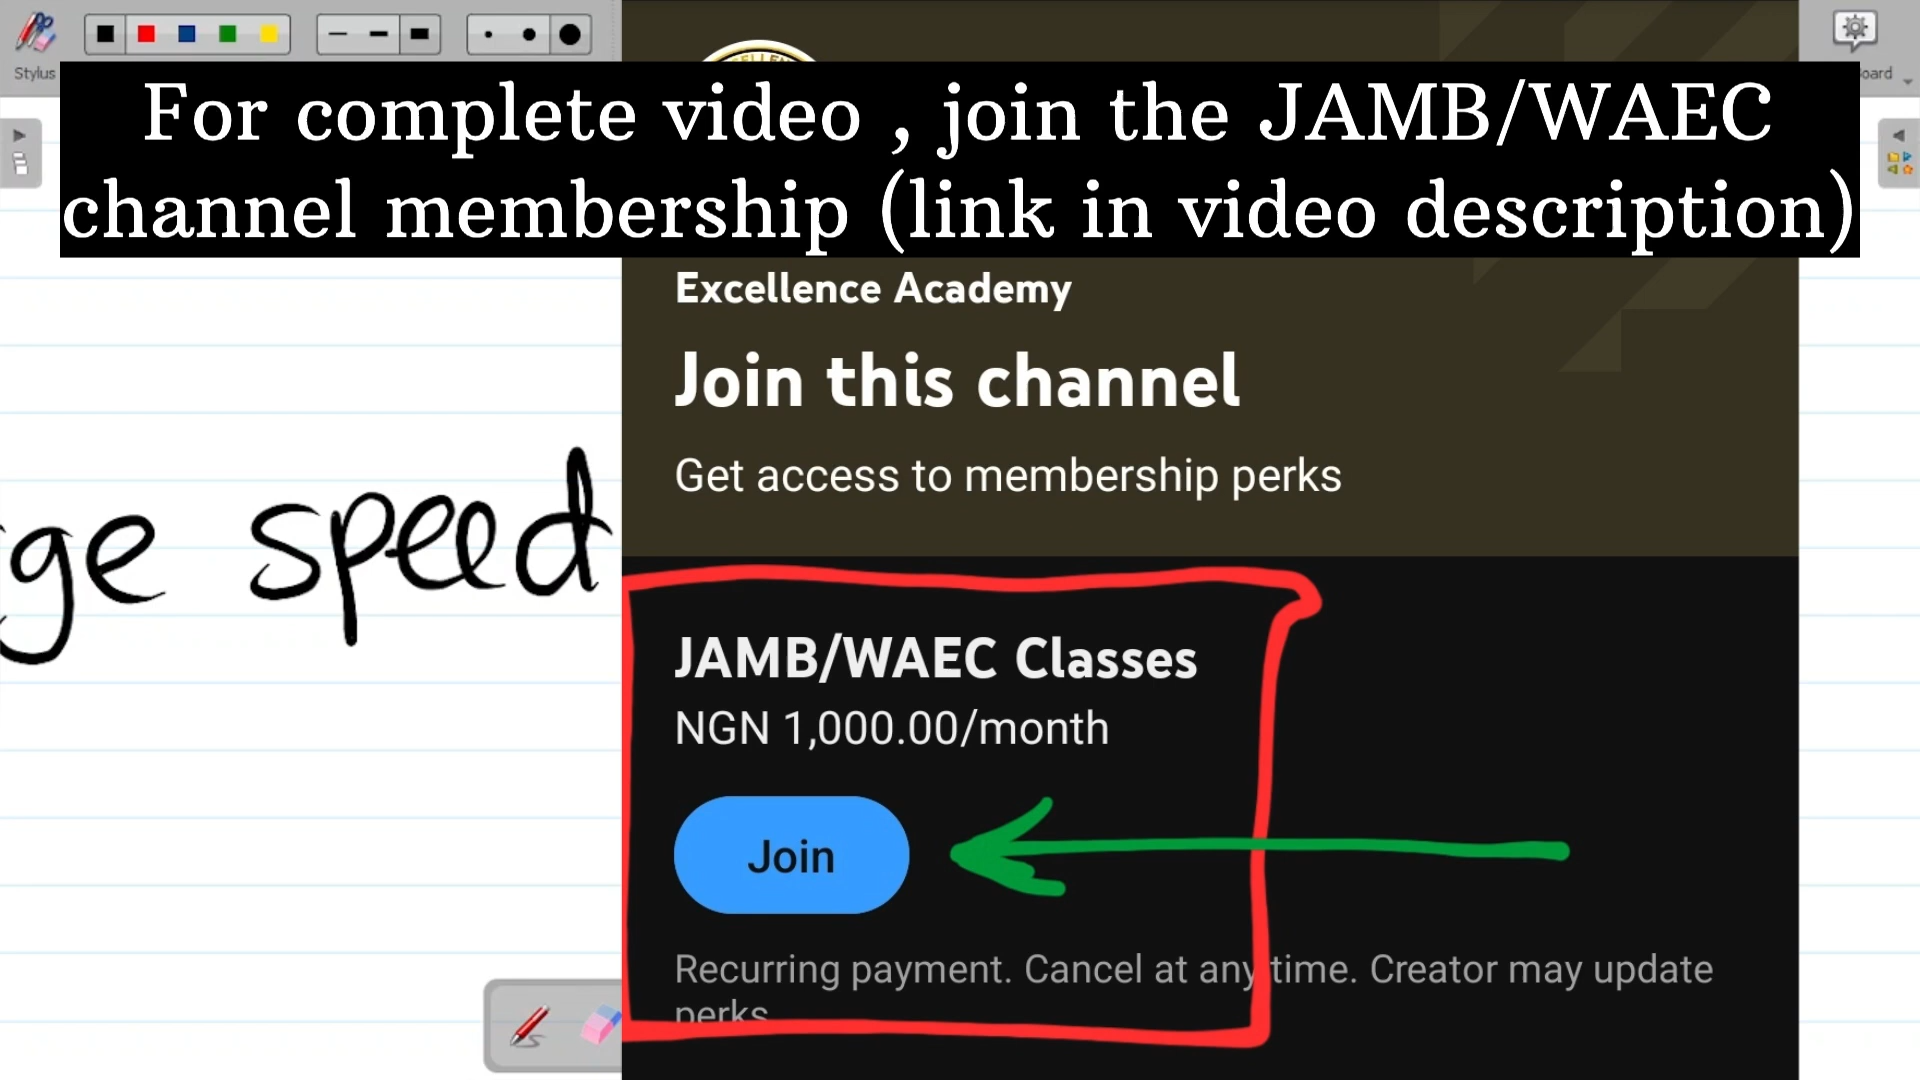 Stylus
For complete video , join the JAMB/WAEC
channel membership (link in video description)
Excellence Academy
Join this channel
Get access to membership perks
speed
JAMB/WAEC Classes
NGN 1,000.00/month
Join
Recurring payment. Cancel at any time. Creator may update
perks